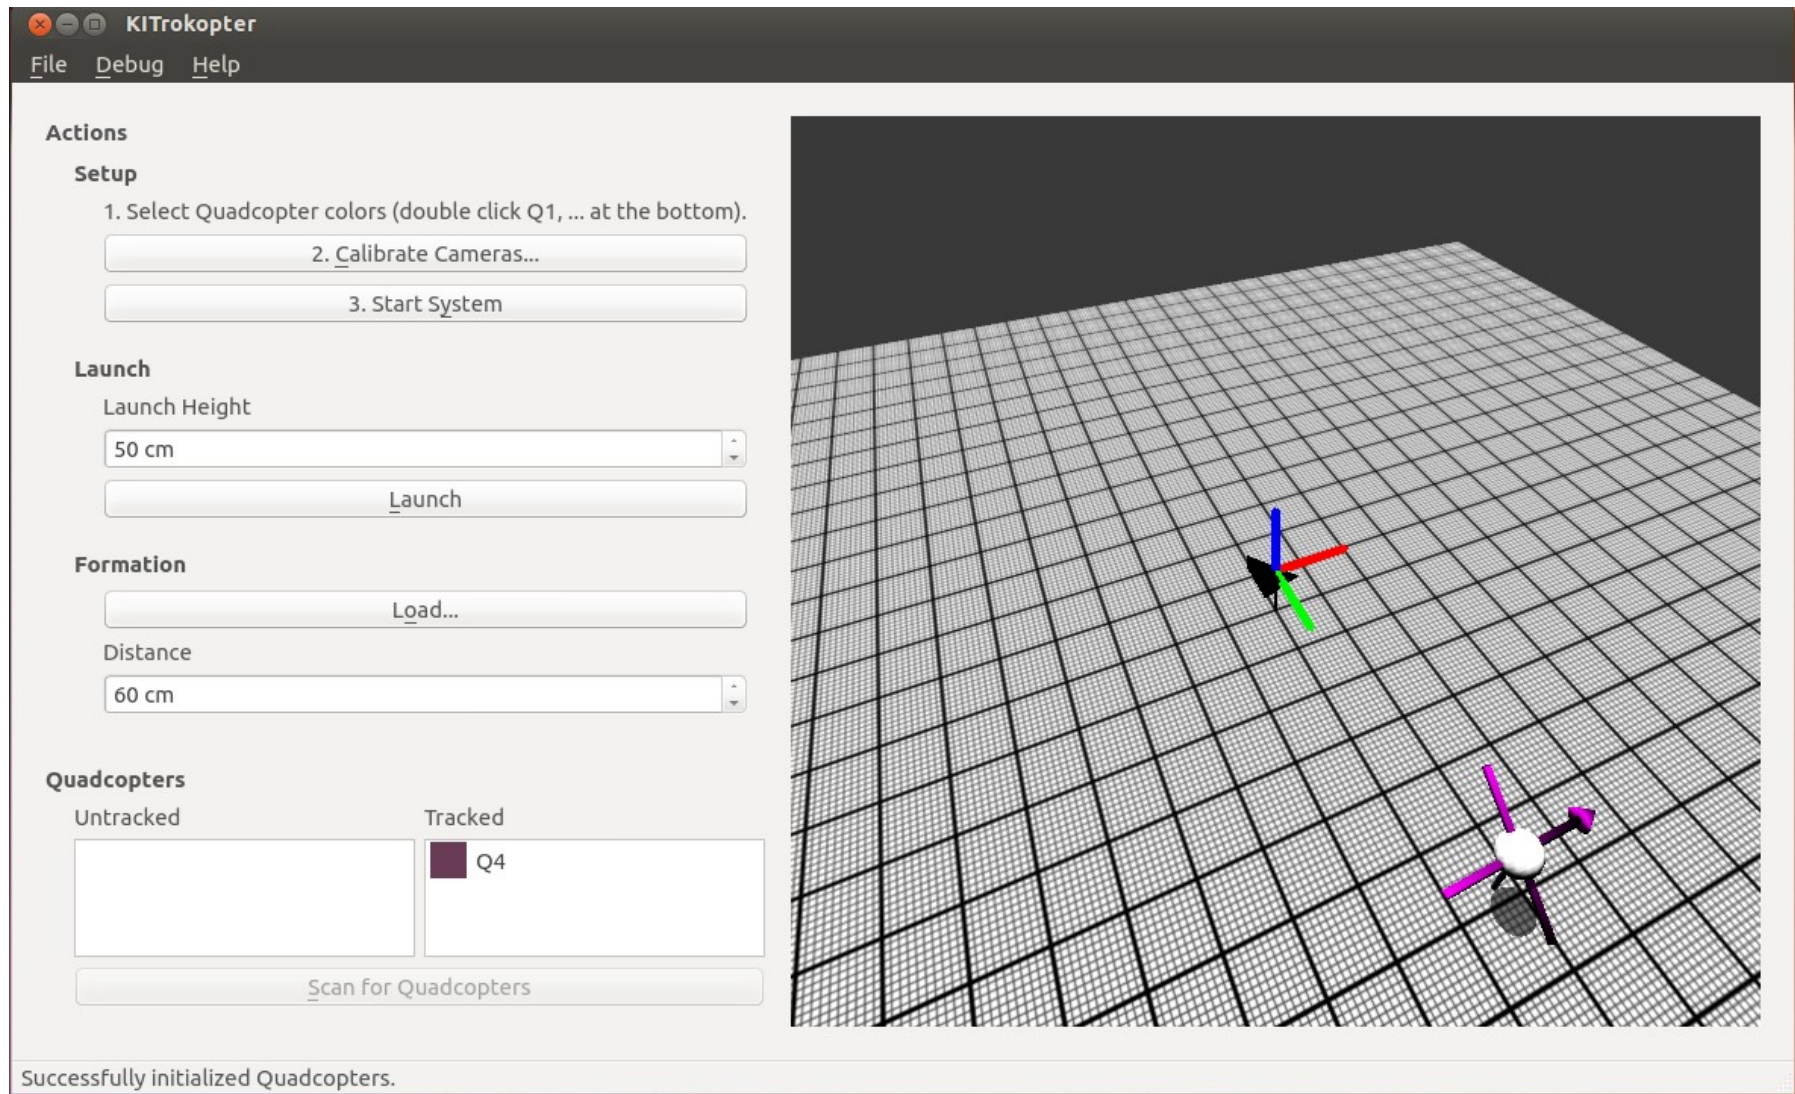 KITrokopter
File Debug Help
Actions
Setup
1. Select Quadcopter colors (double click Q1, ... at the bottom).
2. Calibrate Cameras...
3. Start System
Launch
Launch Height
50 cm
Launch
Formation
Load...
Distance
60 cm
Quadcopters
Untracked Tracked
Q4
Scan for Quadcopters
Successfully initialized Quadcopters.